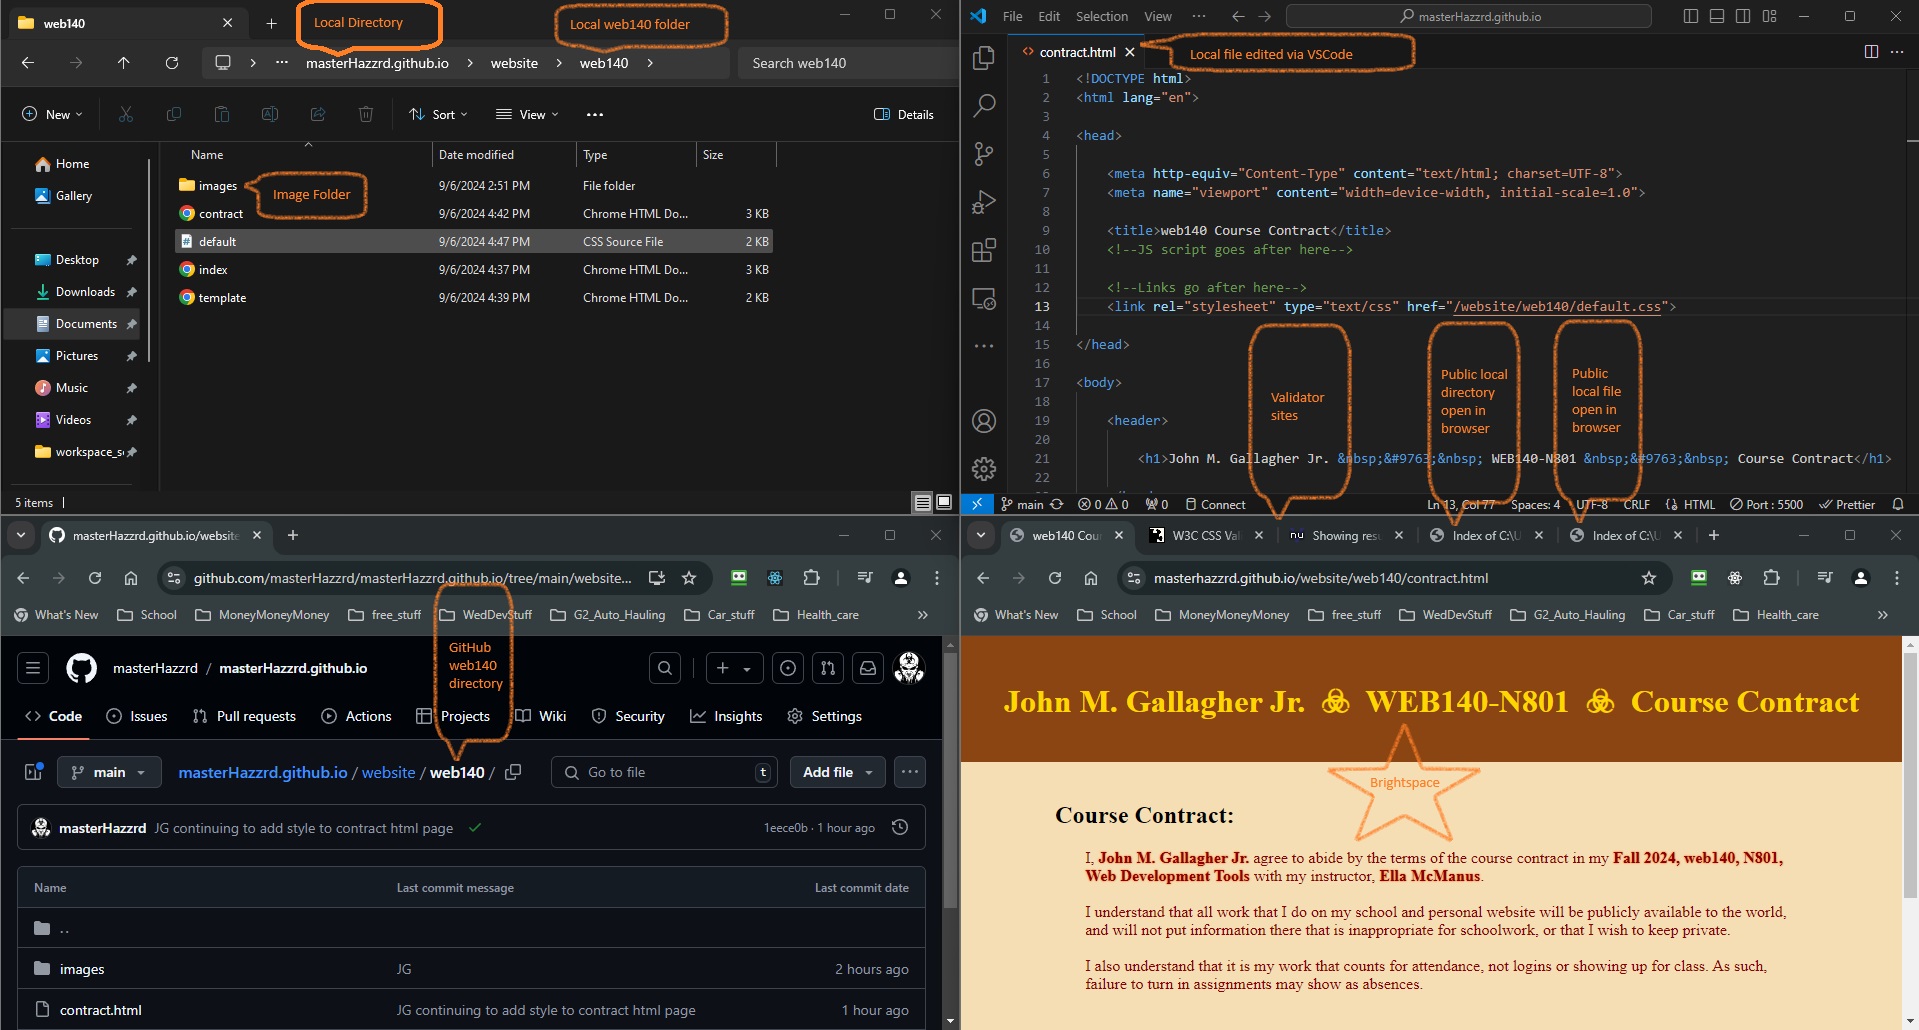 web140
Local Directory
Local web140 folder
masterHazzrd.github.io
website
web140
Search web140
New
Sort
View
Details
Name
Date modified
Type
Size
Home
Gallery
Desktop
Downloads
Documents
Pictures
Music
Videos
workspace_s
images 9/6/2024 2:51 PM File folder
Image Folder
contract 9/6/2024 4:42 PM Chrome HTML Do... 3 KB
default 9/6/2024 4:47 PM CSS Source File 2 KB
index 9/6/2024 4:37 PM Chrome HTML Do... 3 KB
template 9/6/2024 4:39 PM Chrome HTML Do... 2 KB
5 items
File Edit Selection View ...
masterHazzrd.github.io
contract.html
Local file edited via VSCode
1 <!DOCTYPE html>
2 <html lang="en">
3
4 <head>
5
6 <meta http-equiv="Content-Type" content="text/html; charset=UTF-8">
7 <meta name="viewport" content="width=device-width, initial-scale=1.0">
8
9 <title>web140 Course Contract</title>
10 <!--JS script goes after here-->
11
12 <!--Links go after here-->
13 <link rel="stylesheet" type="text/css" href="/website/web140/default.css">
14
15 </head>
16
17 <body>
18
19 <header>
20
21 <h1>John M. Gallagher Jr. &nbsp;&#9763;&nbsp; WEB140-N801 &nbsp;&#9763;&nbsp; Course Contract</h1>
22
Validator
sites
Public local
directory
open in
browser
Public
local file
open in
browser
main 0 0 0 Connect Ln 13, Col 77 Spaces: 4 UTF-8 CRLF HTML Port : 5500 Prettier
masterHazzrd.github.io/website
github.com/masterHazzrd/masterHazzrd.github.io/tree/main/website...
What's New School MoneyMoneyMoney free_stuff WedDevStuff G2_Auto_Hauling Car_stuff Health_care »
GitHub
web140
directory
masterHazzrd / masterHazzrd.github.io
Code Issues Pull requests Actions Projects Wiki Security Insights Settings
main masterHazzrd.github.io / website / web140 / Go to file t Add file
masterHazzrd JG continuing to add style to contract html page 1eece0b · 1 hour ago
Name Last commit message Last commit date
..
images JG 2 hours ago
contract.html JG continuing to add style to contract html page 1 hour ago
web140 Cou W3C CSS Val nu Showing resu Index of C:\U Index of C:\U
masterhazzrd.github.io/website/web140/contract.html
What's New School MoneyMoneyMoney free_stuff WedDevStuff G2_Auto_Hauling Car_stuff Health_care »
John M. Gallagher Jr. ☣ WEB140-N801 ☣ Course Contract
Brightspace
Course Contract:
I, John M. Gallagher Jr. agree to abide by the terms of the course contract in my Fall 2024, web140, N801,
Web Development Tools with my instructor, Ella McManus.
I understand that all work that I do on my school and personal website will be publicly available to the world,
and will not put information there that is inappropriate for schoolwork, or that I wish to keep private.
I also understand that it is my work that counts for attendance, not logins or showing up for class. As such,
failure to turn in assignments may show as absences.